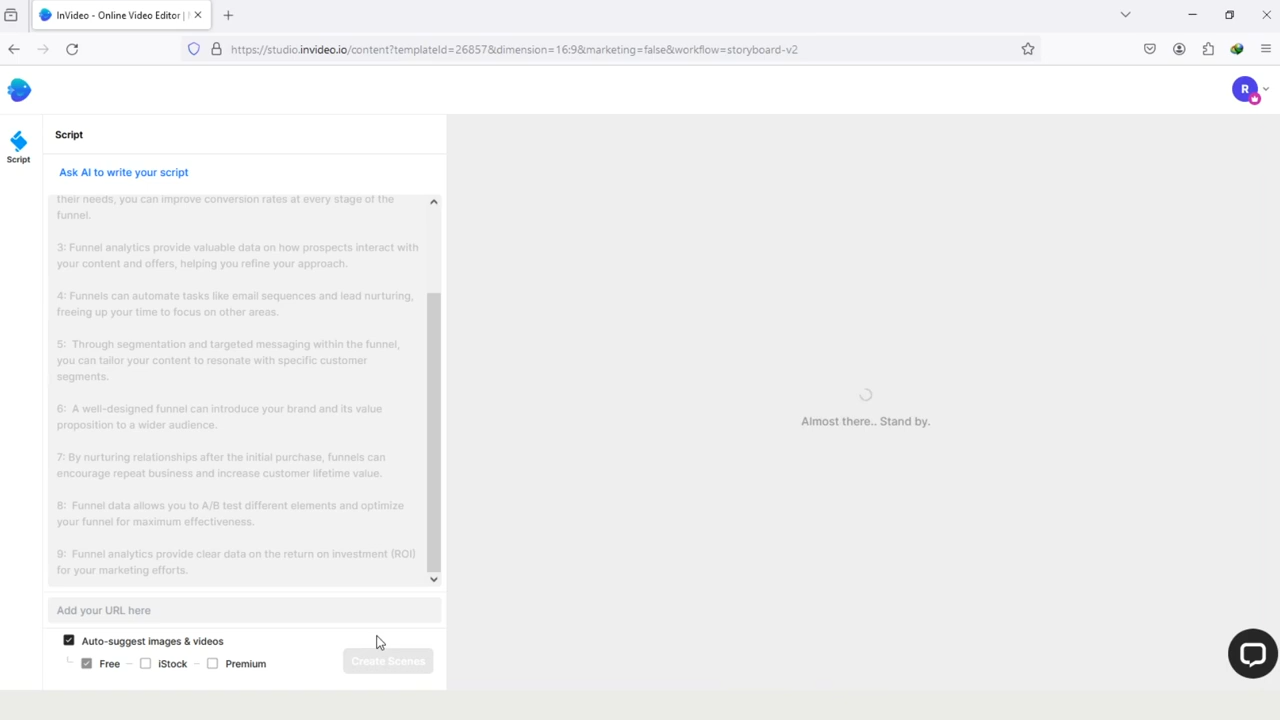 InVideo - Online Video Editor |
https://studio.invideo.io/content?templateId=26857&dimension=16:9&marketing=false&workflow=storyboard-v2
R
Script
Script
Ask AI to write your script
their needs, you can improve conversion rates at every stage of the
funnel.
3: Funnel analytics provide valuable data on how prospects interact with
your content and offers, helping you refine your approach.
4: Funnels can automate tasks like email sequences and lead nurturing,
freeing up your time to focus on other areas.
5:  Through segmentation and targeted messaging within the funnel,
you can tailor your content to resonate with specific customer
segments.
6:  A well-designed funnel can introduce your brand and its value
proposition to a wider audience.
7: By nurturing relationships after the initial purchase, funnels can
encourage repeat business and increase customer lifetime value.
8:  Funnel data allows you to A/B test different elements and optimize
your funnel for maximum effectiveness.
9:  Funnel analytics provide clear data on the return on investment (ROI)
for your marketing efforts.
Add your URL here
Auto-suggest images & videos
Free
iStock
Premium
Create Scenes
Almost there.. Stand by.